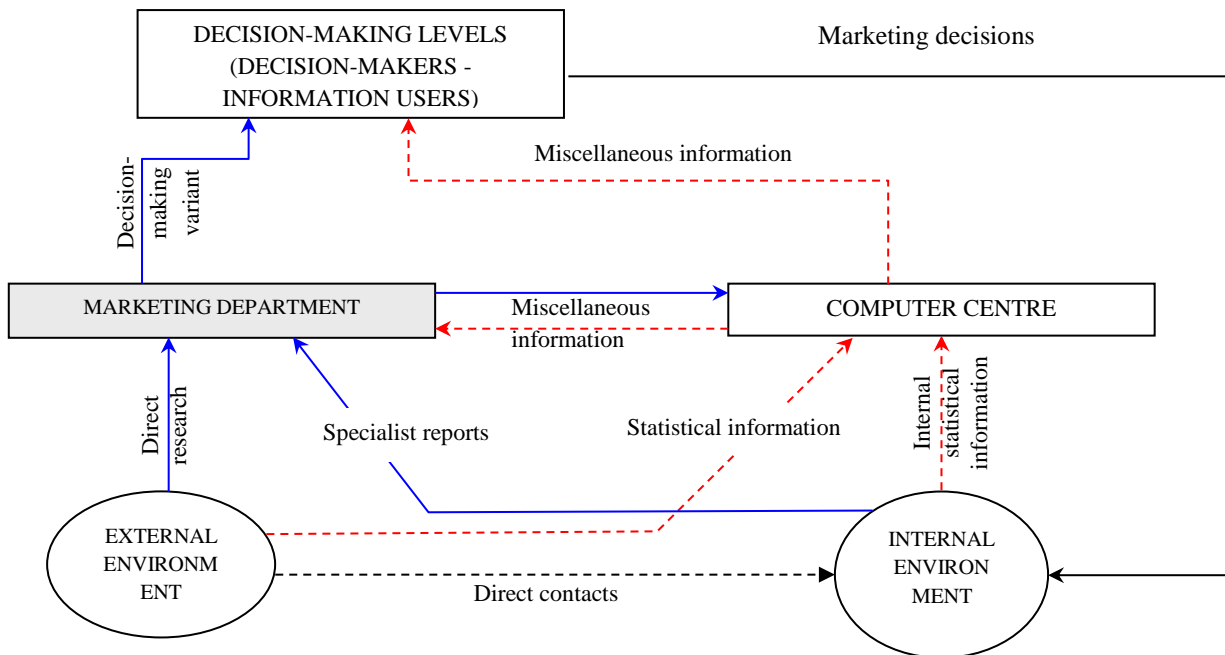 DECISION-MAKING LEVELS
(DECISION-MAKERS -
INFORMATION USERS)
Marketing decisions
Miscellaneous information
Decision-
making
variant
MARKETING DEPARTMENT
Miscellaneous
information
COMPUTER CENTRE
Direct
research
Specialist reports
Statistical information
Internal
statistical
information
EXTERNAL
ENVIRONM
ENT
Direct contacts
INTERNAL
ENVIRON
MENT